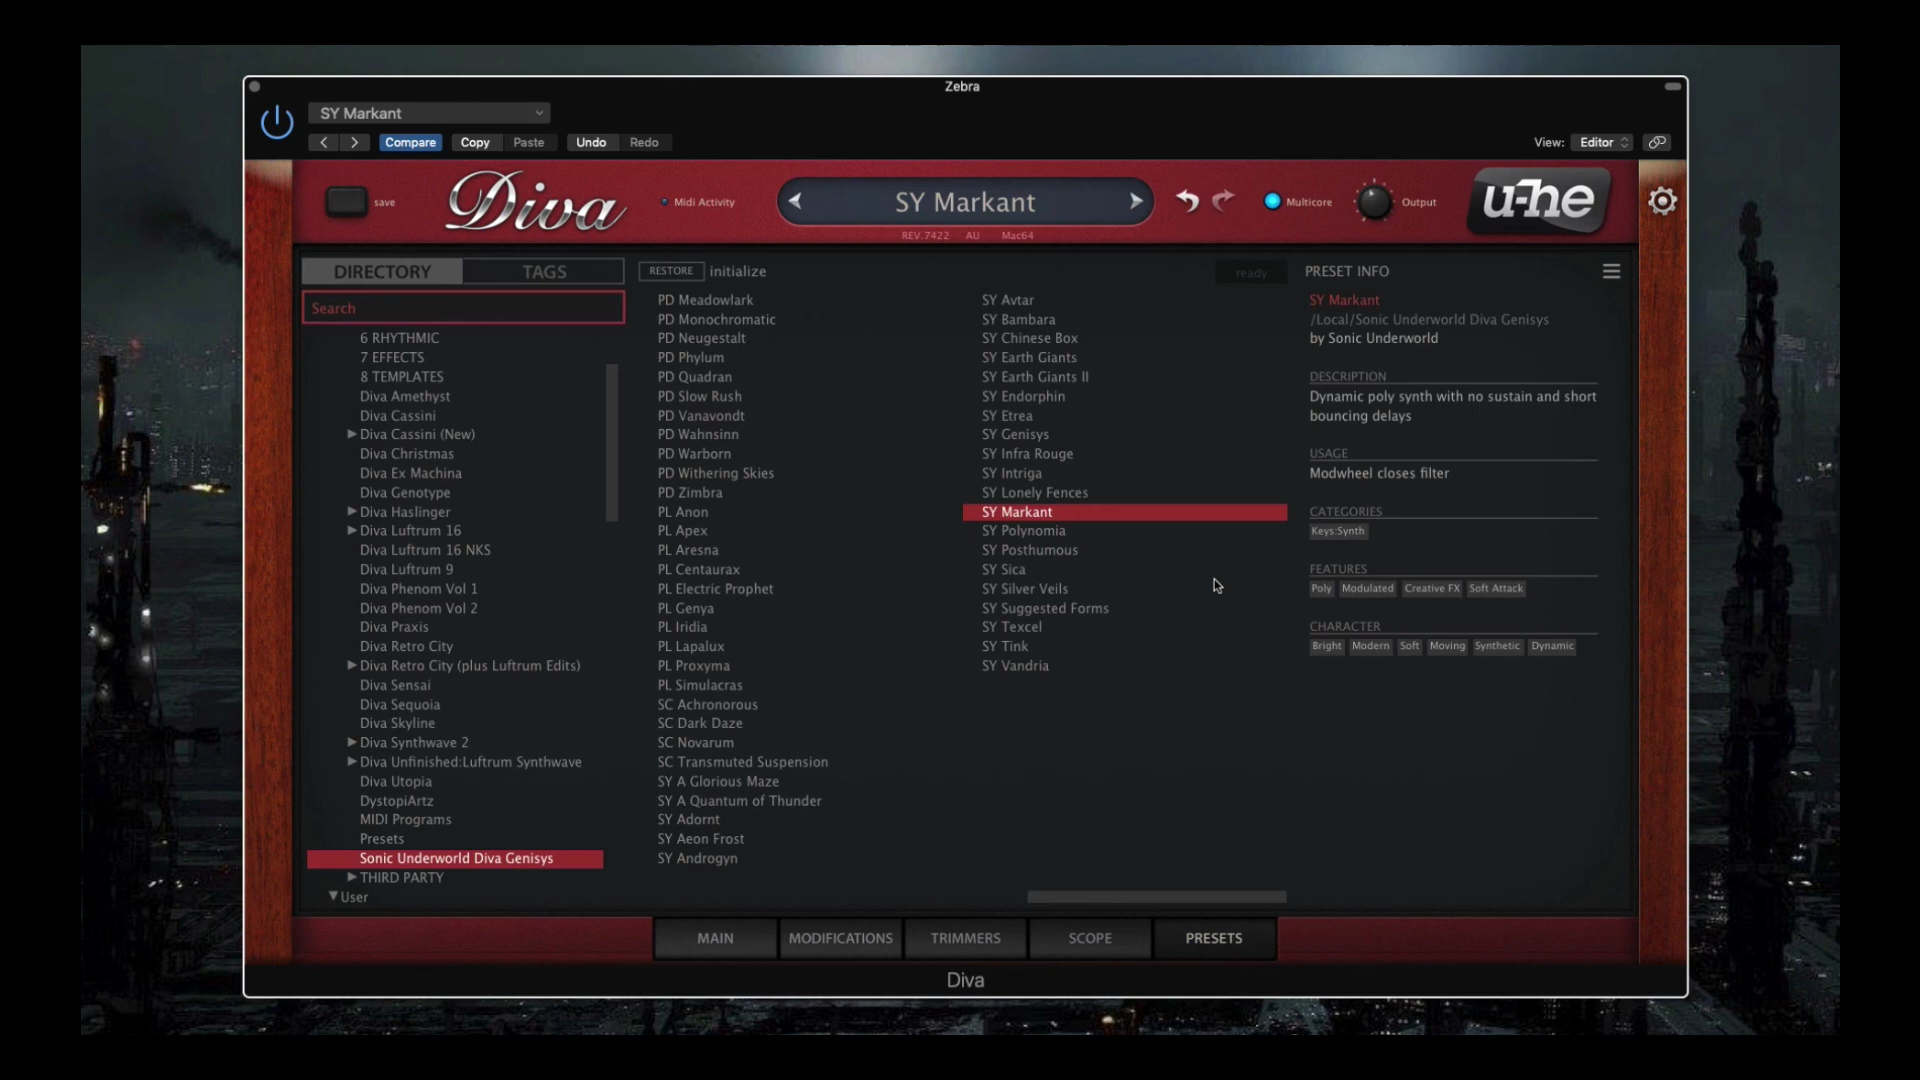 Zebra
SY Markant
Compare Copy Paste Undo Redo
View: Editor
save
Diva
Midi Activity
SY Markant
Multicore
Output
u-he
REV.7422 AU Mac64
DIRECTORY TAGS
Search
6 RHYTHMIC
7 EFFECTS
8 TEMPLATES
Diva Amethyst
Diva Cassini
Diva Cassini (New)
Diva Christmas
Diva Ex Machina
Diva Genotype
Diva Haslinger
Diva Luftrum 16
Diva Luftrum 16 NKS
Diva Luftrum 9
Diva Phenom Vol 1
Diva Phenom Vol 2
Diva Praxis
Diva Retro City
Diva Retro City (plus Luftrum Edits)
Diva Sensai
Diva Sequoia
Diva Skyline
Diva Synthwave 2
Diva Unfinished:Luftrum Synthwave
Diva Utopia
DystopiArtz
MIDI Programs
Presets
Sonic Underworld Diva Genisys
THIRD PARTY
User
RESTORE initialize
ready
PD Meadowlark
PD Monochromatic
PD Neugestalt
PD Phylum
PD Quadran
PD Slow Rush
PD Vanavondt
PD Wahnsinn
PD Warborn
PD Withering Skies
PD Zimbra
PL Anon
PL Apex
PL Aresna
PL Centaurax
PL Electric Prophet
PL Genya
PL Iridia
PL Lapalux
PL Proxyma
PL Simulacras
SC Achronorous
SC Dark Daze
SC Novarum
SC Transmuted Suspension
SY A Glorious Maze
SY A Quantum of Thunder
SY Adornt
SY Aeon Frost
SY Androgyn
SY Avtar
SY Bambara
SY Chinese Box
SY Earth Giants
SY Earth Giants II
SY Endorphin
SY Etrea
SY Genisys
SY Infra Rouge
SY Intriga
SY Lonely Fences
SY Markant
SY Polynomia
SY Posthumous
SY Sica
SY Silver Veils
SY Suggested Forms
SY Texcel
SY Tink
SY Vandria
PRESET INFO
SY Markant
/Local/Sonic Underworld Diva Genisys
by Sonic Underworld
DESCRIPTION
Dynamic poly synth with no sustain and short
bouncing delays
USAGE
Modwheel closes filter
CATEGORIES
Keys:Synth
FEATURES
Poly Modulated Creative FX Soft Attack
CHARACTER
Bright Modern Soft Moving Synthetic Dynamic
MAIN MODIFICATIONS TRIMMERS SCOPE PRESETS
Diva